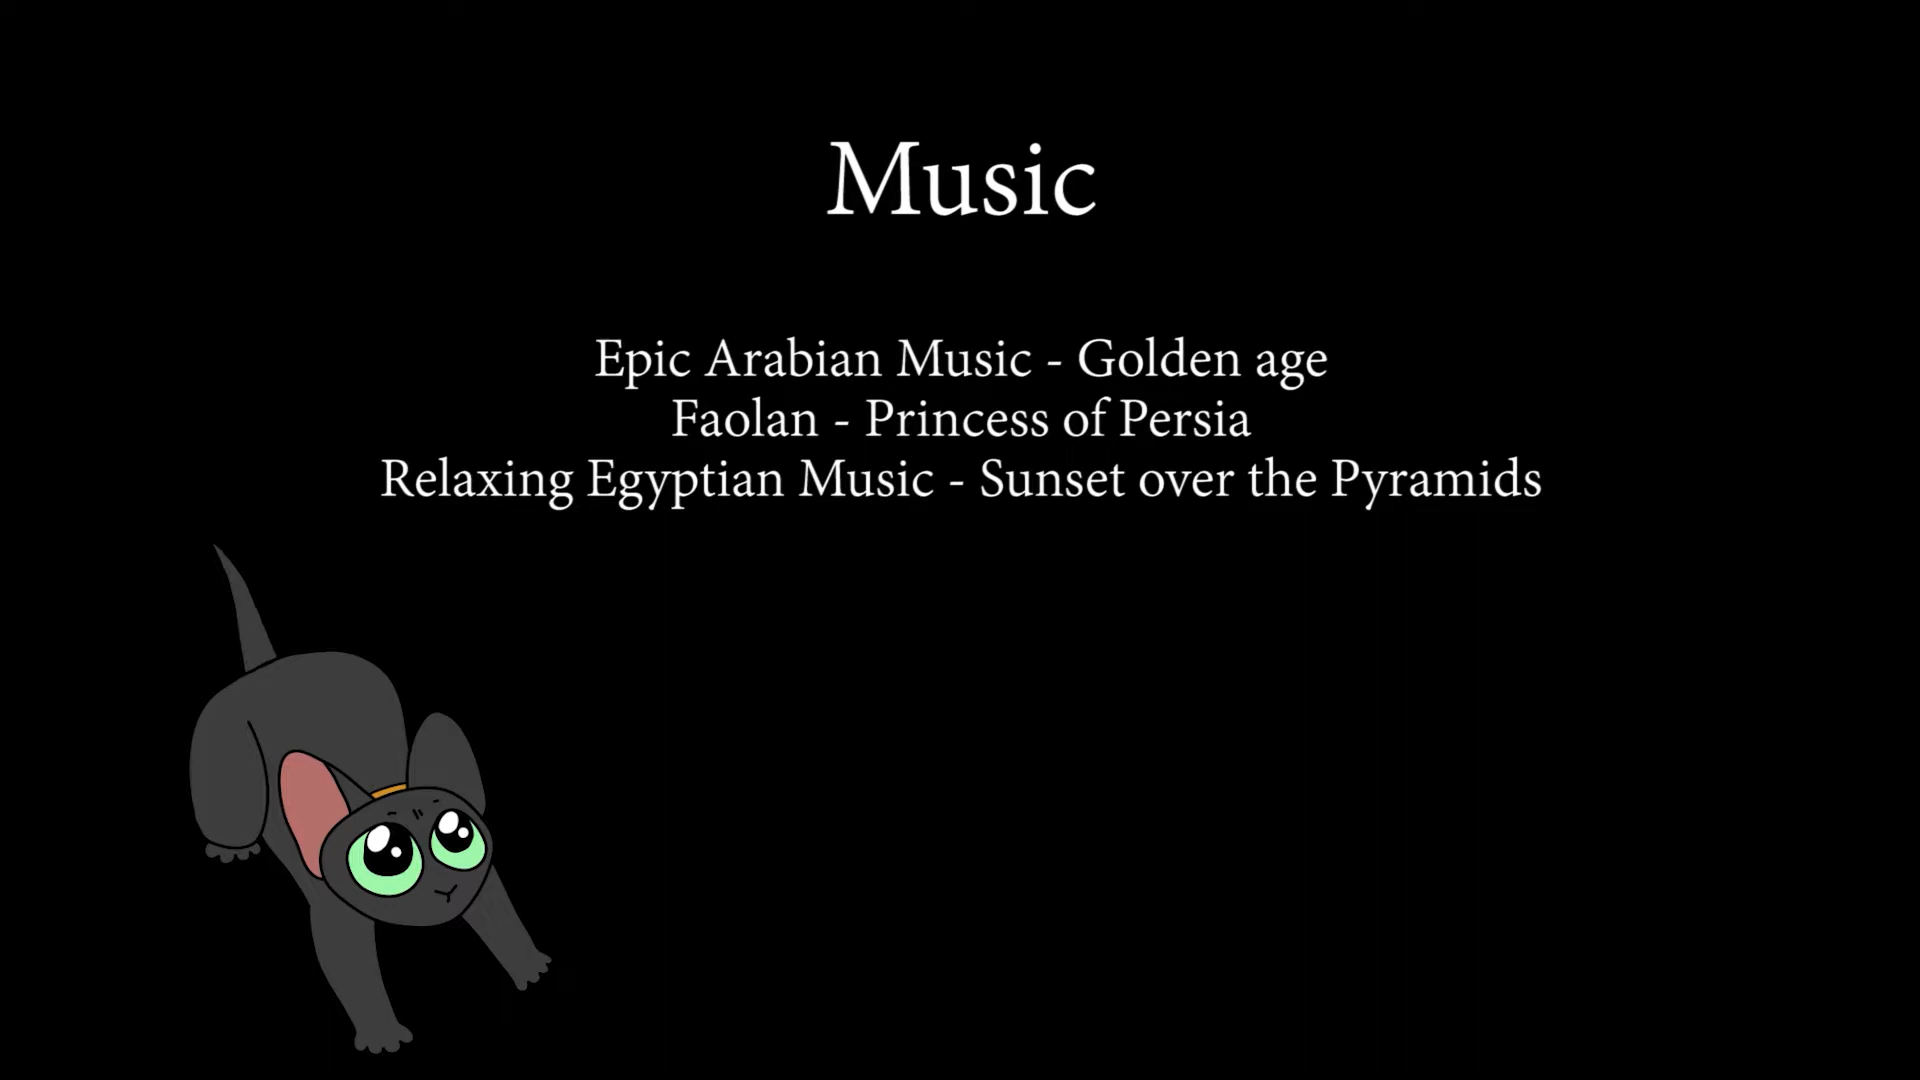 Music
Epic Arabian Music - Golden age
Faolan - Princess of Persia
Relaxing Egyptian Music - Sunset over the Pyramids